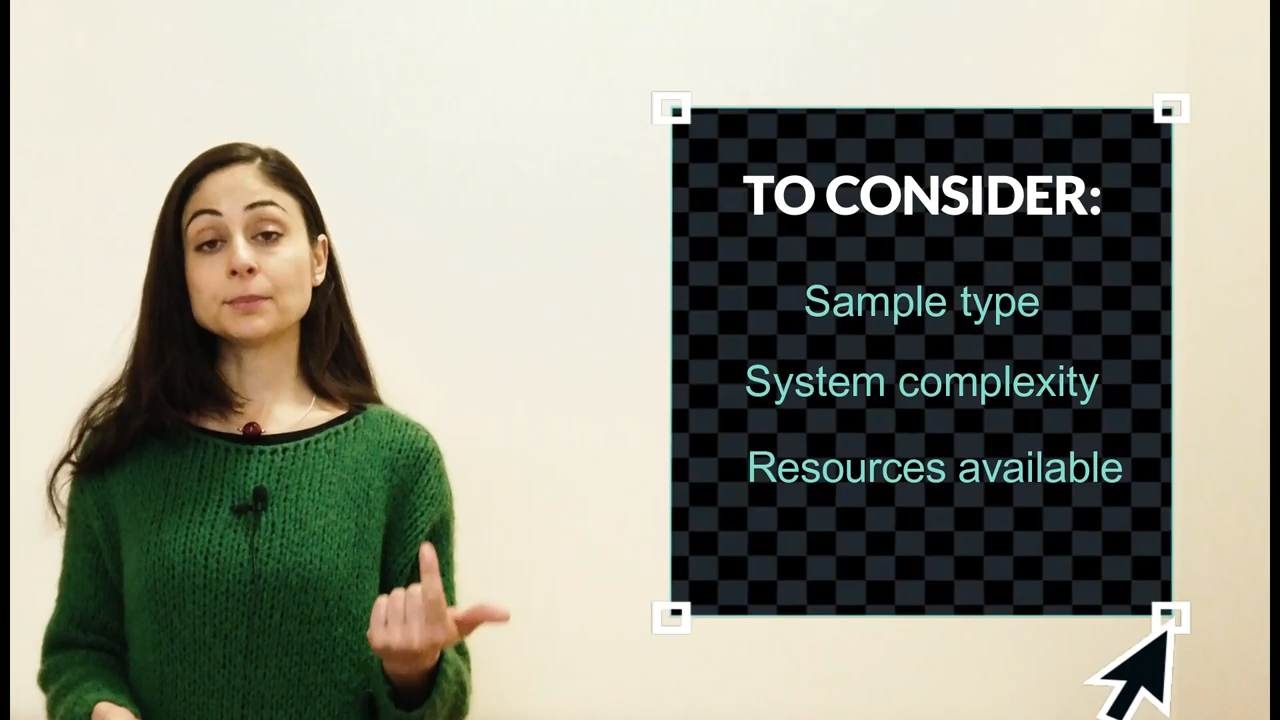 TO CONSIDER:
Sample type
System complexity
Resources available